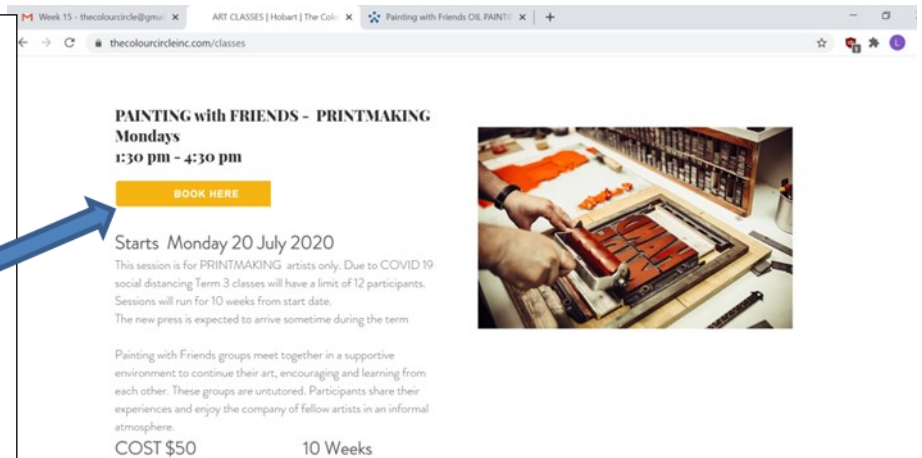 Week 15 - thecolourcircle@gmai
ART CLASSES | Hobart | The Colo
Painting with Friends OIL PAINTI
thecolourcircleinc.com/classes
L
PAINTING with FRIENDS - PRINTMAKING
Mondays
1:30 pm - 4:30 pm
BOOK HERE
Starts Monday 20 July 2020
This session is for PRINTMAKING artists only. Due to COVID 19
social distancing Term 3 classes will have a limit of 12 participants.
Sessions will run for 10 weeks from start date.
The new press is expected to arrive sometime during the term
Painting with Friends groups meet together in a supportive
environment to continue their art, encouraging and learning from
each other. These groups are untutored. Participants share their
experiences and enjoy the company of fellow artists in an informal
atmosphere.
COST $50 10 Weeks